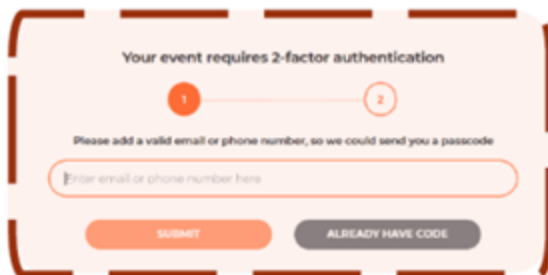 Your event requires 2-factor authentication
1 2
Please add a valid email or phone number, so we could send you a passcode
Enter email or phone number here
SUBMIT ALREADY HAVE CODE